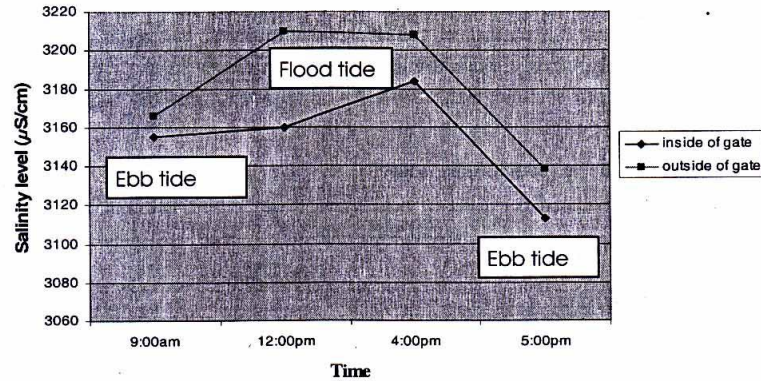 3220
3200
3180
3160
3140
3120
3100
3080
3060
Salinity level (µS/cm)
Flood tide
Ebb tide
Ebb tide
inside of gate
outside of gate
9:00am
12:00pm
4:00pm
5:00pm
Time